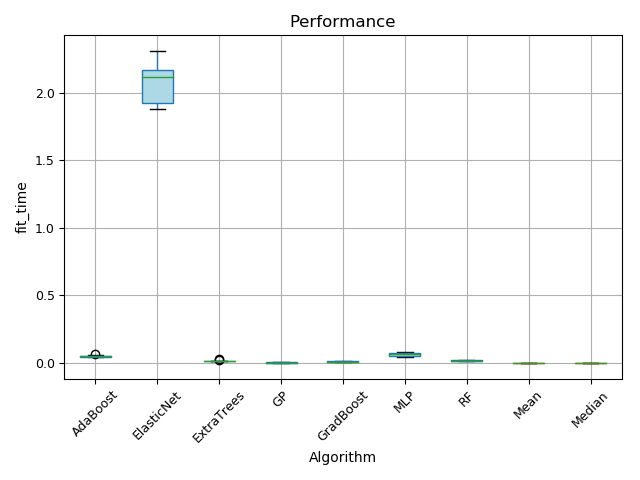 Performance
fit_time
2.0
1.5
1.0
0.5
0.0
AdaBoost
ElasticNet
ExtraTrees
GP
GradBoost
MLP
RF
Mean
Median
Algorithm